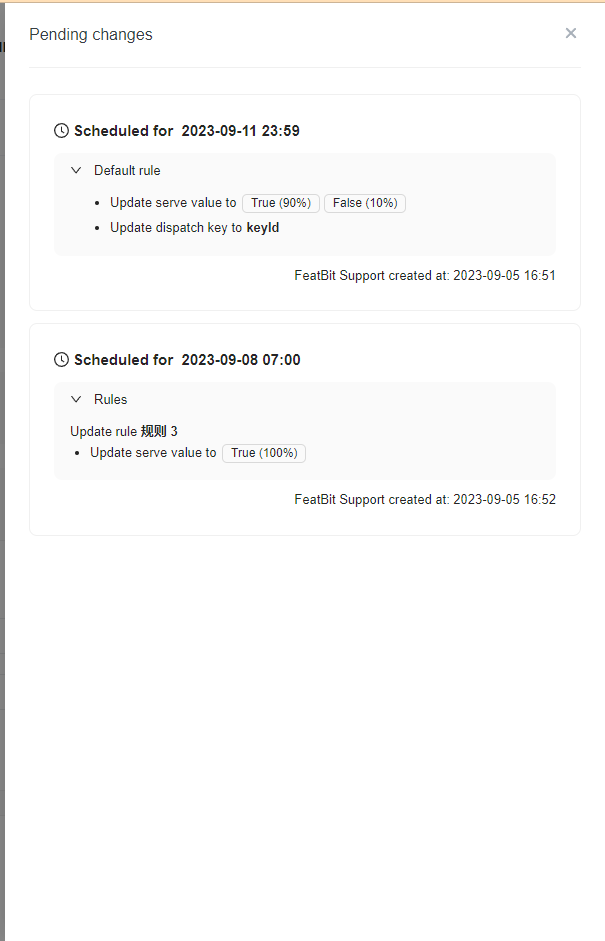 Pending changes
Scheduled for 2023-09-11 23:59
Default rule
Update serve value to True (90%) False (10%)
Update dispatch key to keyId
FeatBit Support created at: 2023-09-05 16:51
Scheduled for 2023-09-08 07:00
Rules
Update rule 规则 3
Update serve value to True (100%)
FeatBit Support created at: 2023-09-05 16:52